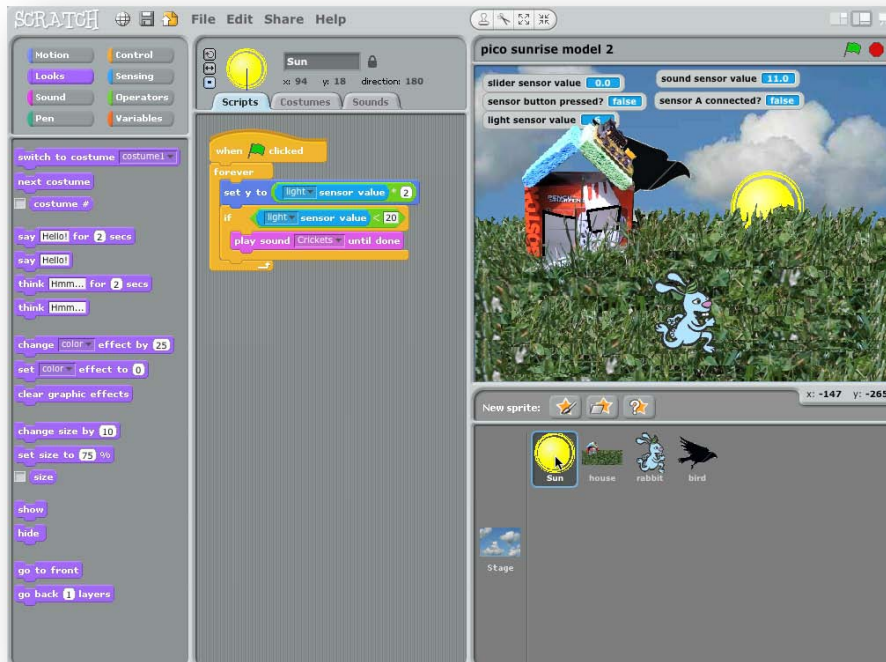 SCRATCH File Edit Share Help
Motion Control
Looks Sensing
Sound Operators
Pen Variables
switch to costume costume1
next costume
costume #
say Hello! for 2 secs
say Hello!
think Hmm... for 2 secs
think Hmm...
change color effect by 25
set color effect to 0
clear graphic effects
change size by 10
set size to 75 %
size
show
hide
go to front
go back 1 layers
Sun
x: 94 y: 18 direction: 180
Scripts Costumes Sounds
when clicked
forever
set y to light sensor value * 2
if light sensor value < 20
play sound Crickets until done
pico sunrise model 2
slider sensor value 0.0 sound sensor value 11.0
sensor button pressed? false sensor A connected? false
light sensor value
BOSTON
x: -147 y: -265
New sprite:
Sun house rabbit bird
Stage